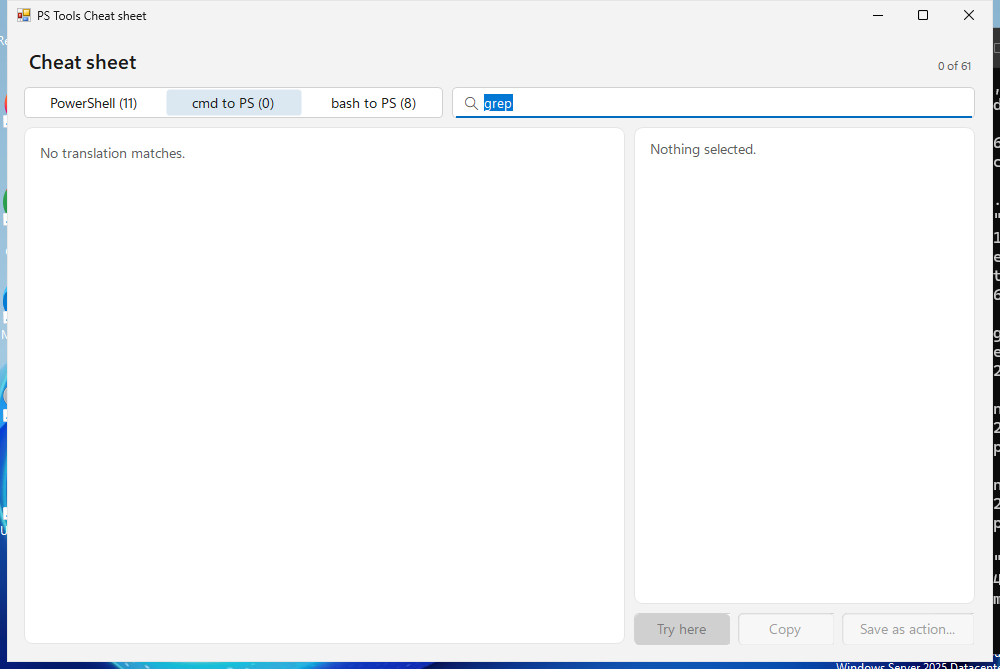 PS Tools Cheat sheet
Cheat sheet
0 of 61
PowerShell (11)
cmd to PS (0)
bash to PS (8)
grep
No translation matches.
Nothing selected.
Try here
Copy
Save as action...
Windows Server 2025 Datacente